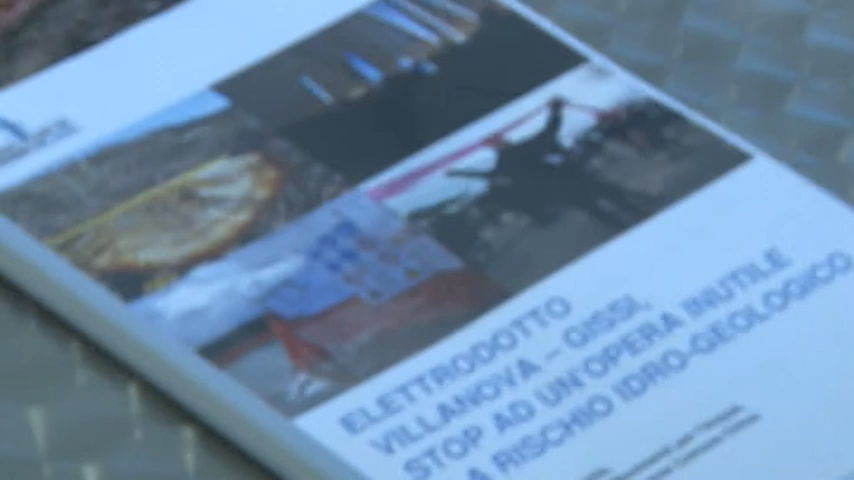 ELETTRODOTTO
VILLANOVA - GISSI,
STOP AD UN'OPERA INUTILE
A RISCHIO IDRO-GEOLOGICO